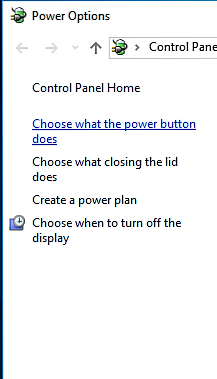 Power Options
Control Pane
Control Panel Home
Choose what the power button
does
Choose what closing the lid
does
Create a power plan
Choose when to turn off the
display